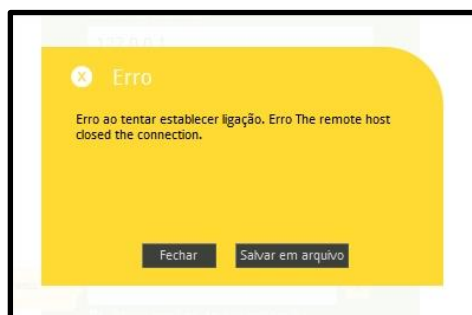 Erro
Erro ao tentar establecer ligação. Erro The remote host
closed the connection.
Fechar
Salvar em arquivo